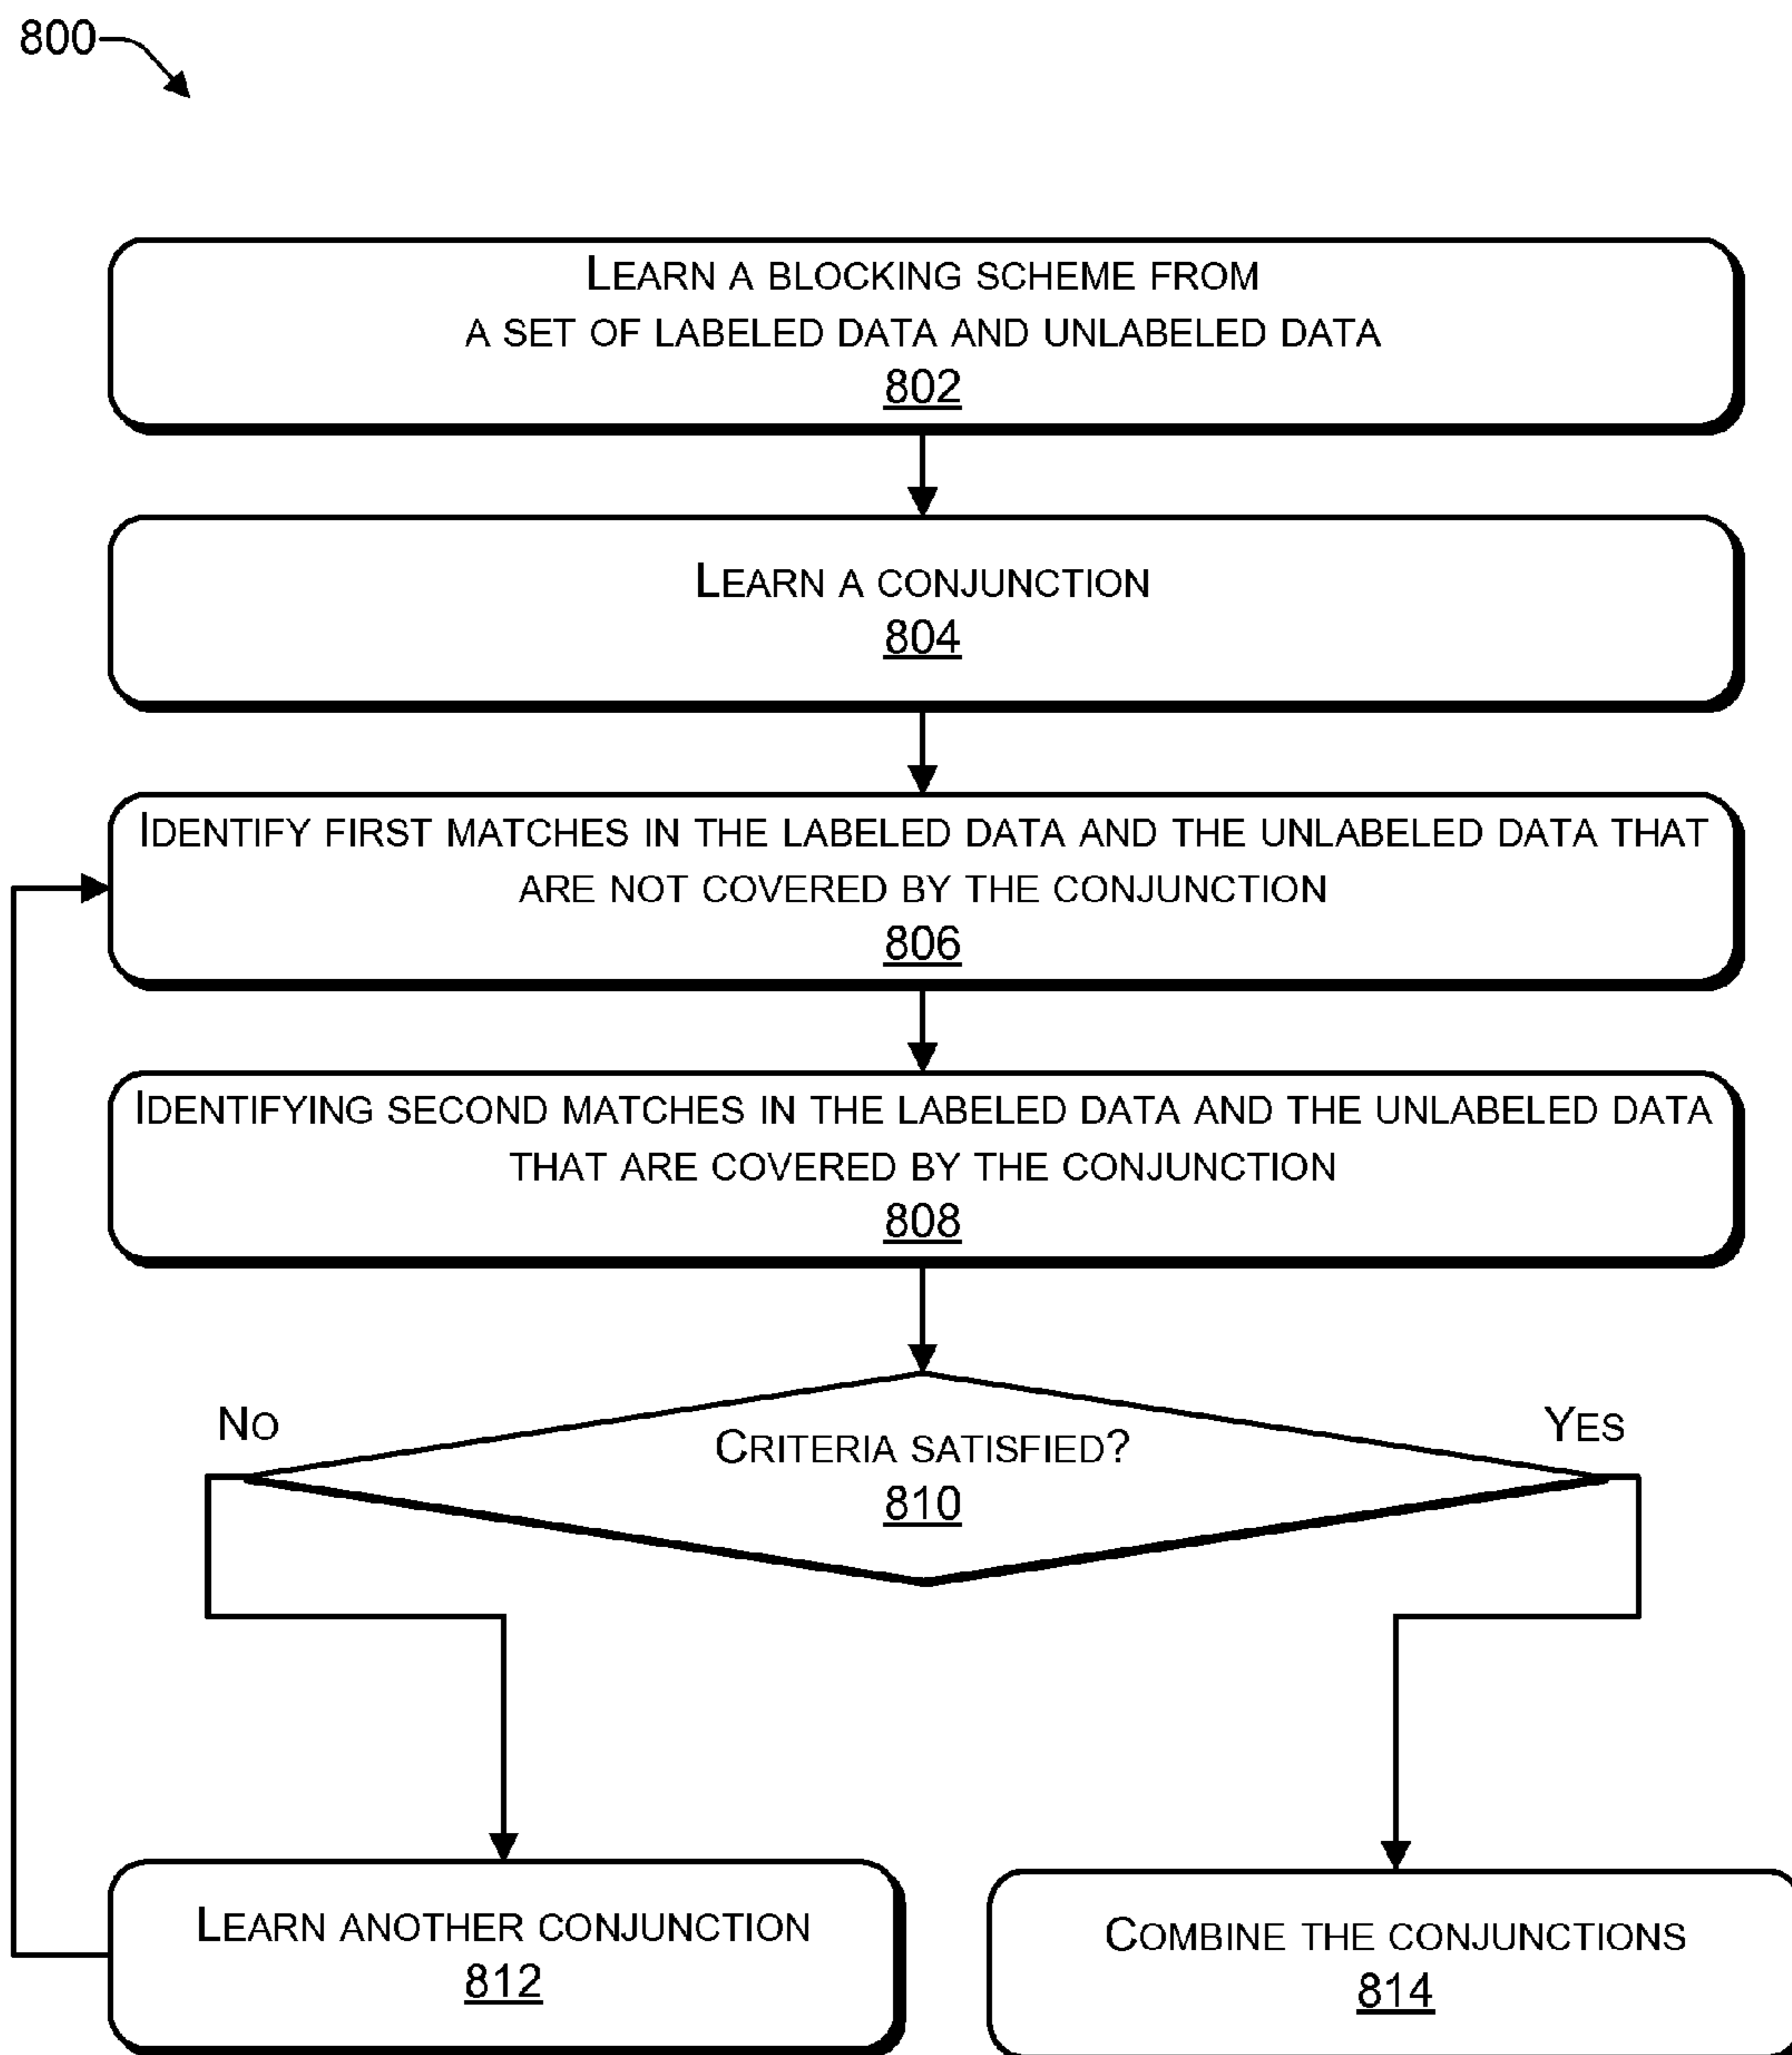 800
LEARN A BLOCKING SCHEME FROM
A SET OF LABELED DATA AND UNLABELED DATA
802
LEARN A CONJUNCTION
804
IDENTIFY FIRST MATCHES IN THE LABELED DATA AND THE UNLABELED DATA THAT
ARE NOT COVERED BY THE CONJUNCTION
806
IDENTIFYING SECOND MATCHES IN THE LABELED DATA AND THE UNLABELED DATA
THAT ARE COVERED BY THE CONJUNCTION
808
NO
YES
CRITERIA SATISFIED?
810
LEARN ANOTHER CONJUNCTION
812
COMBINE THE CONJUNCTIONS
814